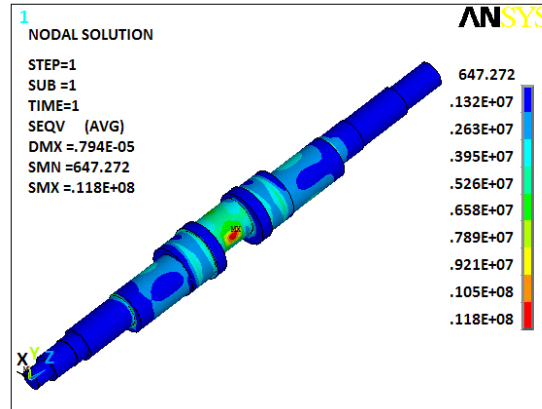 1
ANSYS
NODAL SOLUTION
STEP=1
SUB =1
TIME=1
SEQV (AVG)
DMX =.794E-05
SMN =647.272
SMX =.118E+08
647.272
.132E+07
.263E+07
.395E+07
.526E+07
.658E+07
.789E+07
.921E+07
.105E+08
.118E+08
MX
X Y Z